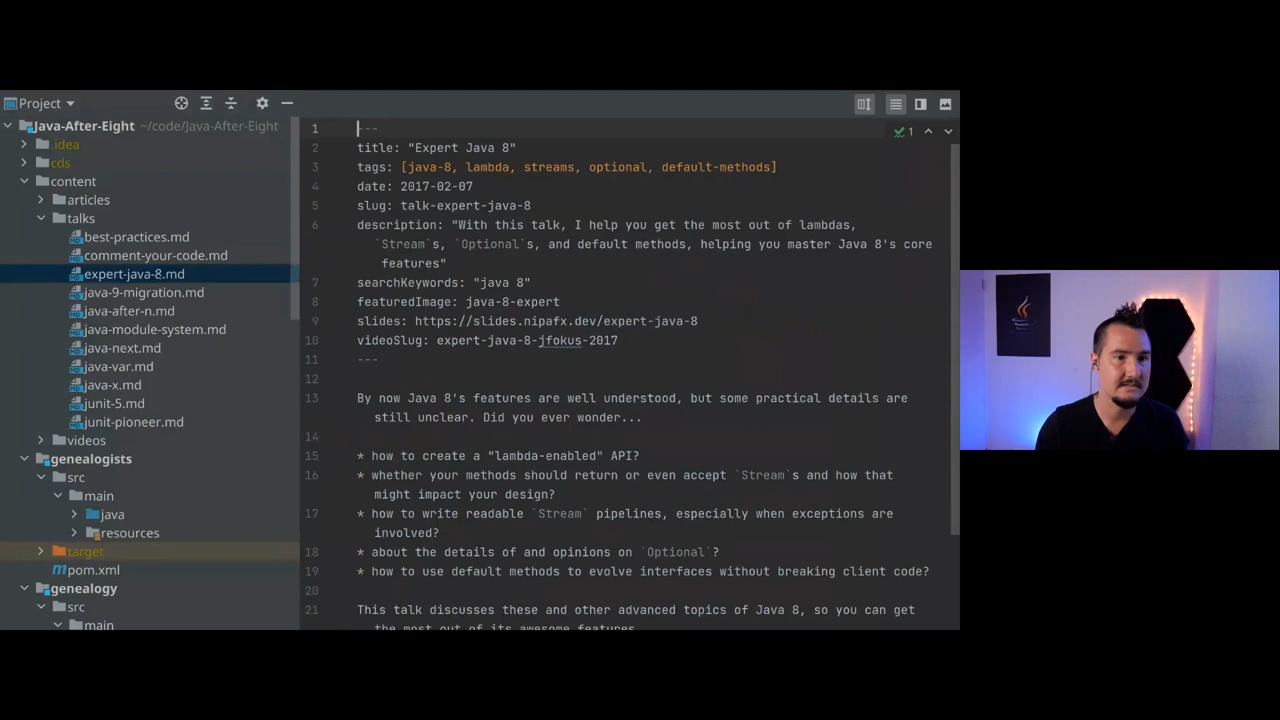 Project
Java-After-Eight ~/code/Java-After-Eight
.idea
cds
content
articles
talks
best-practices.md
comment-your-code.md
expert-java-8.md
java-9-migration.md
java-after-n.md
java-module-system.md
java-next.md
java-var.md
java-x.md
junit-5.md
junit-pioneer.md
videos
genealogists
src
main
java
resources
target
pom.xml
genealogy
src
main
1
1 ---
2 title: "Expert Java 8"
3 tags: [java-8, lambda, streams, optional, default-methods]
4 date: 2017-02-07
5 slug: talk-expert-java-8
6 description: "With this talk, I help you get the most out of lambdas,
`Stream`s, `Optional`s, and default methods, helping you master Java 8's core
features"
7 searchKeywords: "java 8"
8 featuredImage: java-8-expert
9 slides: https://slides.nipafx.dev/expert-java-8
10 videoSlug: expert-java-8-jfokus-2017
11 ---
12
13 By now Java 8's features are well understood, but some practical details are
still unclear. Did you ever wonder...
14
15 * how to create a "lambda-enabled" API?
16 * whether your methods should return or even accept `Stream`s and how that
might impact your design?
17 * how to write readable `Stream` pipelines, especially when exceptions are
involved?
18 * about the details of and opinions on `Optional`?
19 * how to use default methods to evolve interfaces without breaking client code?
20
21 This talk discusses these and other advanced topics of Java 8, so you can get
the most out of its awesome features